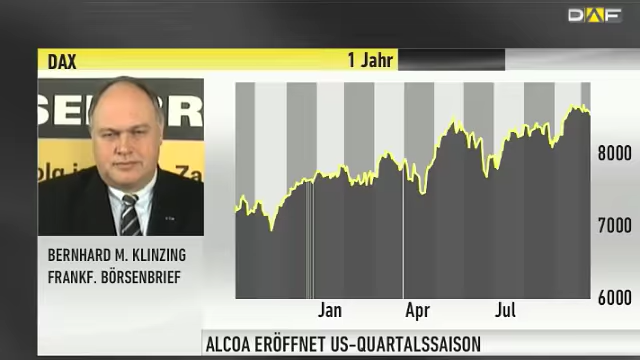 DAF
DAX
1 Jahr
8000
7000
6000
Jan
Apr
Jul
BERNHARD M. KLINZING
FRANKF. BÖRSENBRIEF
ALCOA ERÖFFNET US-QUARTALSSAISON